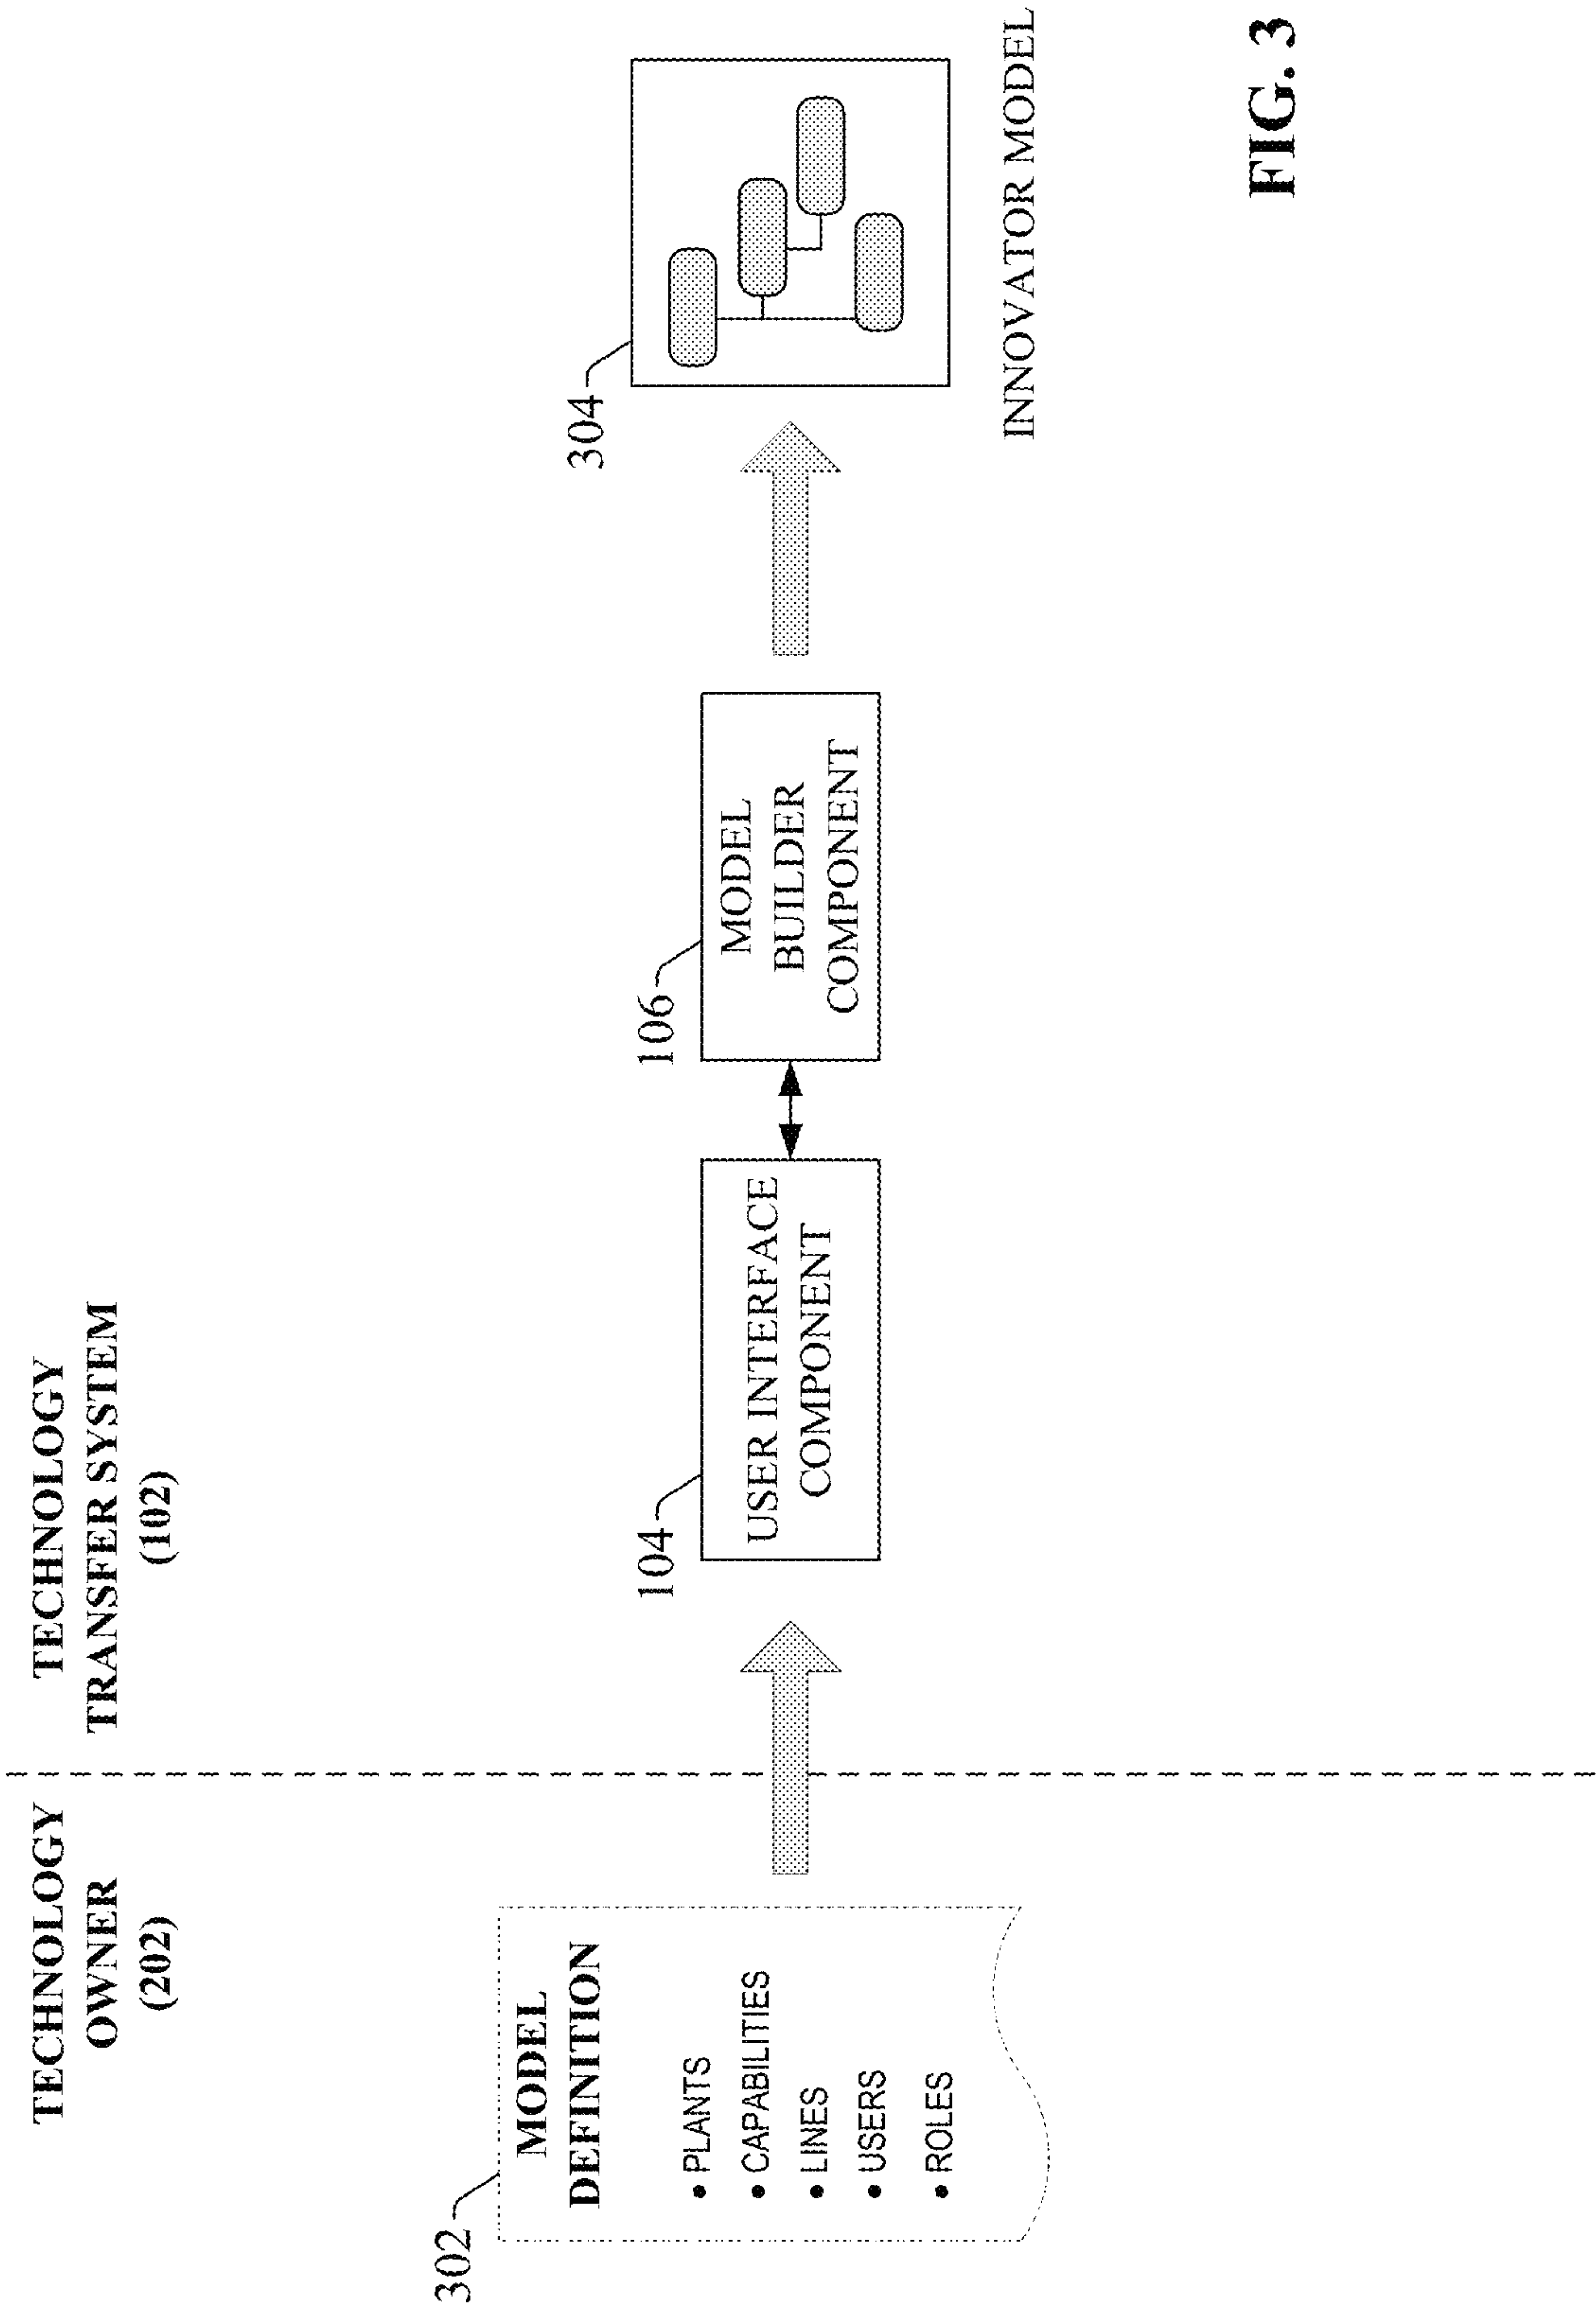 TECHNOLOGY
OWNER
(202)
TECHNOLOGY
TRANSFER SYSTEM
(102)
302
MODEL
DEFINITION
• PLANTS
• CAPABILITIES
• LINES
• USERS
• ROLES
104
USER INTERFACE
COMPONENT
106
MODEL
BUILDER
COMPONENT
304
INNOVATOR MODEL
FIG. 3